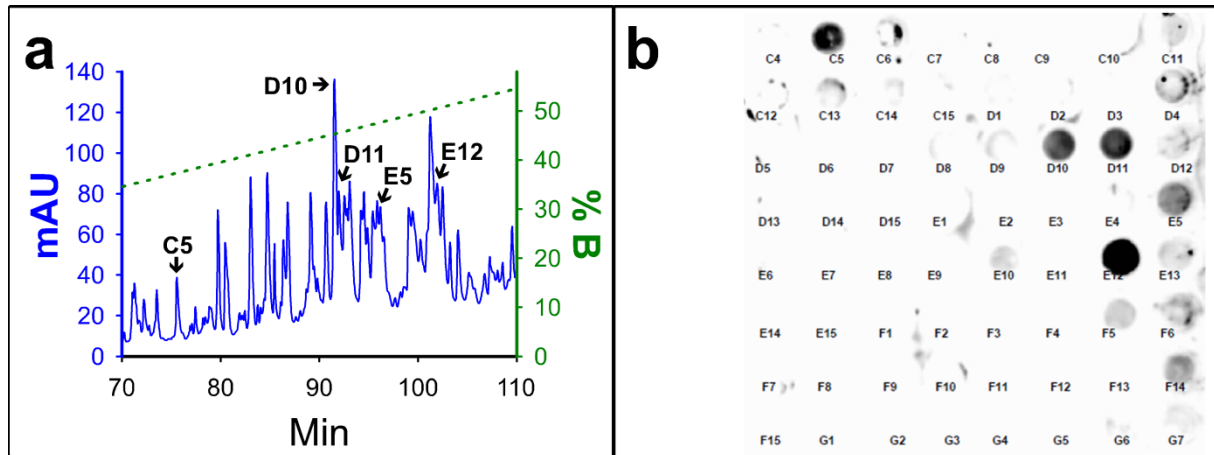 a
140
120
100
80
60
40
20
0
mAU
70 80 90 100 110
Min
50
40
30
20
10
0
% B
D10
D11
E5
E12
C5
b
C4 C5 C6 C7 C8 C9 C10 C11
C12 C13 C14 C15 D1 D2 D3 D4
D5 D6 D7 D8 D9 D10 D11 D12
D13 D14 D15 E1 E2 E3 E4 E5
E6 E7 E8 E9 E10 E11 E12 E13
E14 E15 F1 F2 F3 F4 F5 F6
F7 F8 F9 F10 F11 F12 F13 F14
F15 G1 G2 G3 G4 G5 G6 G7